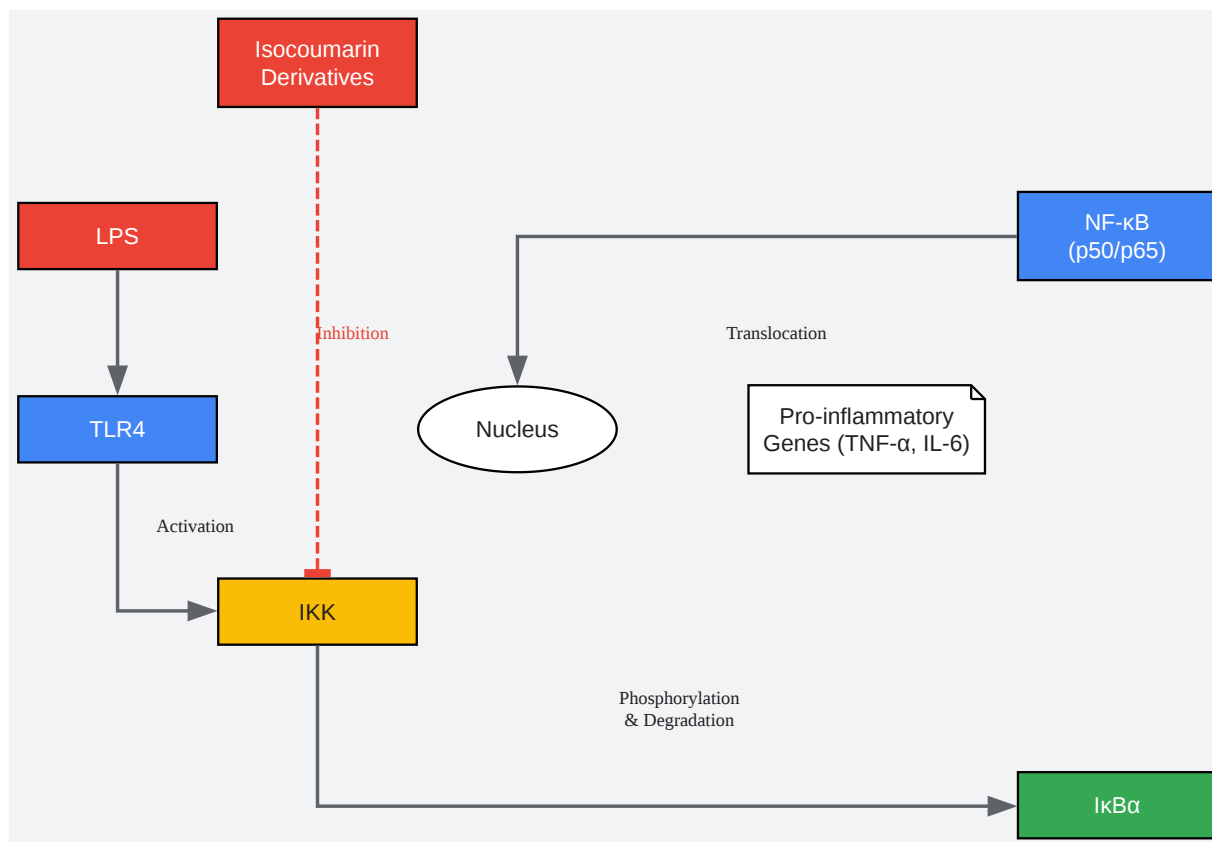 Isocoumarin
Derivatives
LPS
NF-κB
(p50/p65)
Inhibition
Translocation
TLR4
Nucleus
Pro-inflammatory
Genes (TNF-α, IL-6)
Activation
IKK
Phosphorylation
& Degradation
IκBα